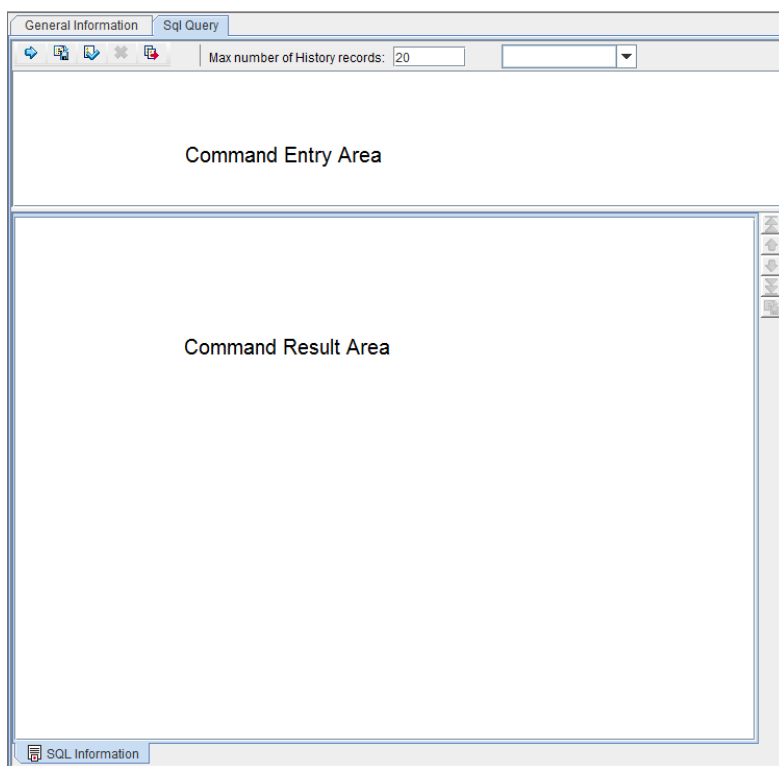 General Information Sql Query
Max number of History records: 20
Command Entry Area
Command Result Area
SQL Information